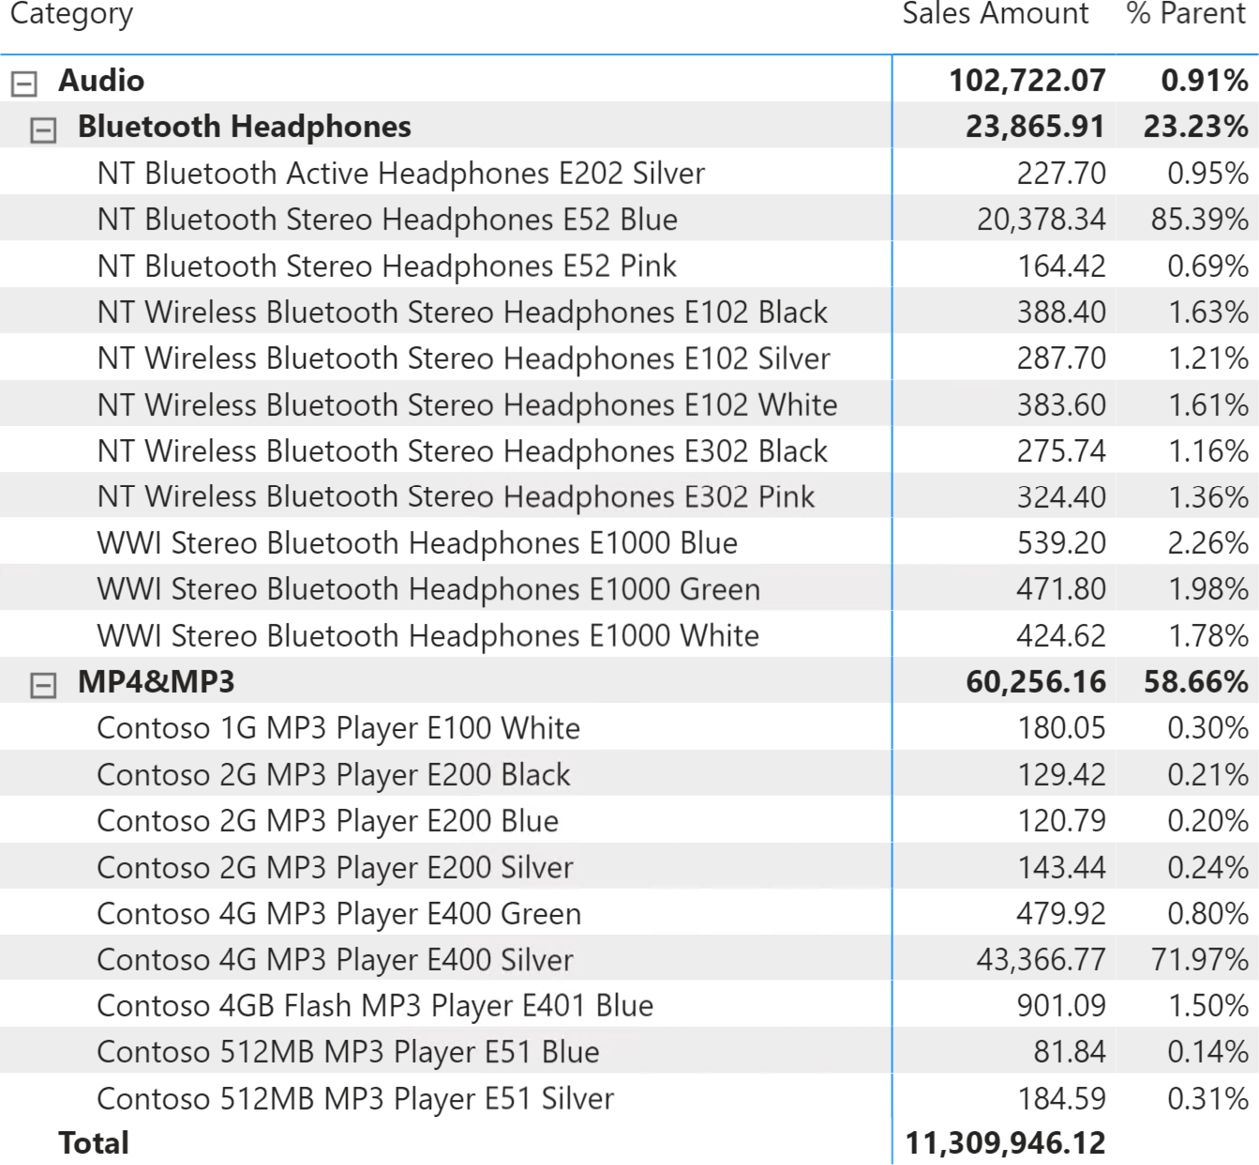 Category Sales Amount % Parent
Audio 102,722.07 0.91%
Bluetooth Headphones 23,865.91 23.23%
NT Bluetooth Active Headphones E202 Silver 227.70 0.95%
NT Bluetooth Stereo Headphones E52 Blue 20,378.34 85.39%
NT Bluetooth Stereo Headphones E52 Pink 164.42 0.69%
NT Wireless Bluetooth Stereo Headphones E102 Black 388.40 1.63%
NT Wireless Bluetooth Stereo Headphones E102 Silver 287.70 1.21%
NT Wireless Bluetooth Stereo Headphones E102 White 383.60 1.61%
NT Wireless Bluetooth Stereo Headphones E302 Black 275.74 1.16%
NT Wireless Bluetooth Stereo Headphones E302 Pink 324.40 1.36%
WWI Stereo Bluetooth Headphones E1000 Blue 539.20 2.26%
WWI Stereo Bluetooth Headphones E1000 Green 471.80 1.98%
WWI Stereo Bluetooth Headphones E1000 White 424.62 1.78%
MP4&MP3 60,256.16 58.66%
Contoso 1G MP3 Player E100 White 180.05 0.30%
Contoso 2G MP3 Player E200 Black 129.42 0.21%
Contoso 2G MP3 Player E200 Blue 120.79 0.20%
Contoso 2G MP3 Player E200 Silver 143.44 0.24%
Contoso 4G MP3 Player E400 Green 479.92 0.80%
Contoso 4G MP3 Player E400 Silver 43,366.77 71.97%
Contoso 4GB Flash MP3 Player E401 Blue 901.09 1.50%
Contoso 512MB MP3 Player E51 Blue 81.84 0.14%
Contoso 512MB MP3 Player E51 Silver 184.59 0.31%
Total 11,309,946.12